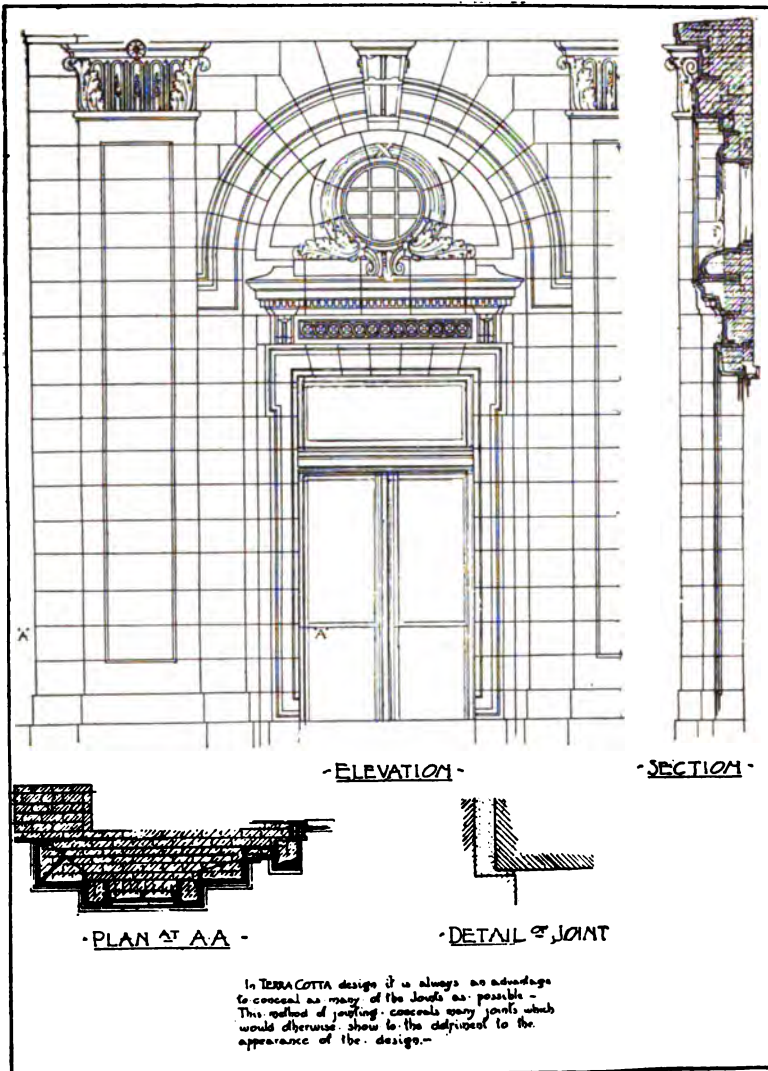 "A"
"A"
- ELEVATION -
- SECTION -
- PLAN AT A-A -
- DETAIL OF JOINT
In TERRA COTTA design it is always an advantage
to conceal as many of the Joints as possible -
This method of jointing conceals many joints which
would otherwise show to the detriment to the
appearance of the design.-